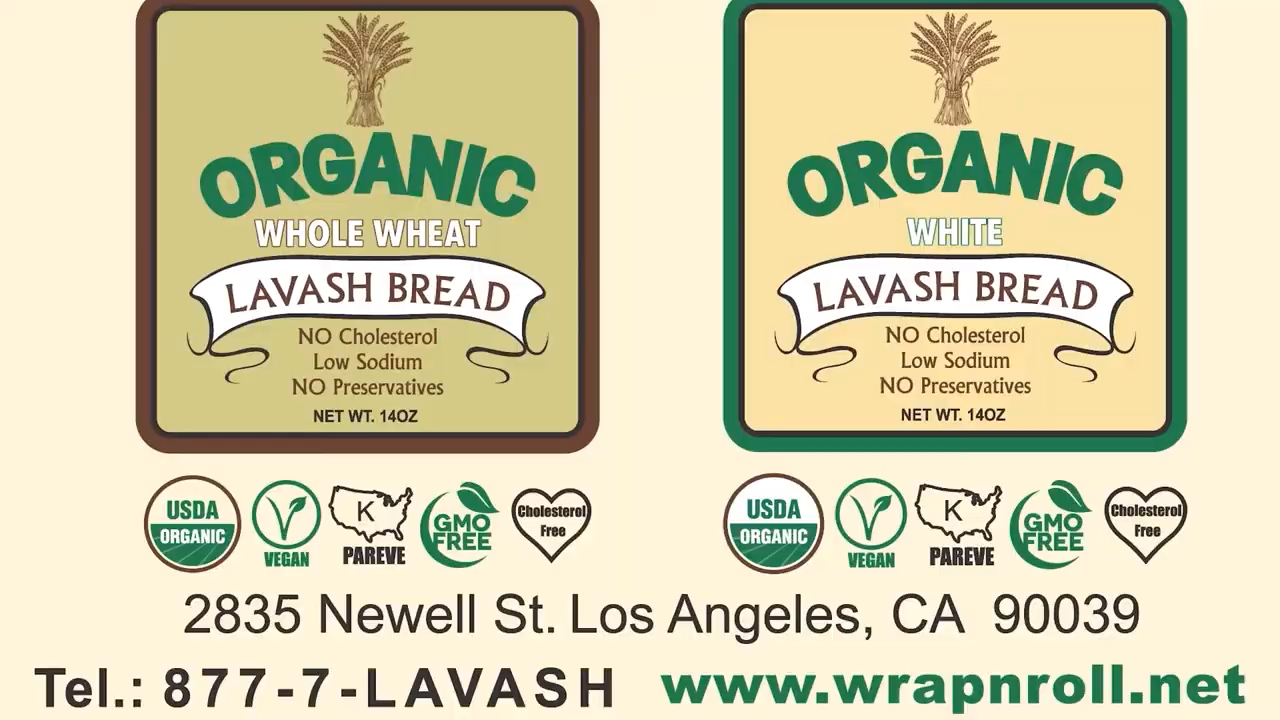 ORGANIC
WHOLE WHEAT
LAVASH BREAD
NO Cholesterol
Low Sodium
NO Preservatives
NET WT. 14OZ
USDA
ORGANIC
VEGAN
K
PAREVE
GMO
FREE
Cholesterol
Free
ORGANIC
WHITE
LAVASH BREAD
NO Cholesterol
Low Sodium
NO Preservatives
NET WT. 14OZ
USDA
ORGANIC
VEGAN
K
PAREVE
GMO
FREE
Cholesterol
Free
2835 Newell St. Los Angeles, CA 90039
Tel.: 877-7-LAVASH www.wrapnroll.net